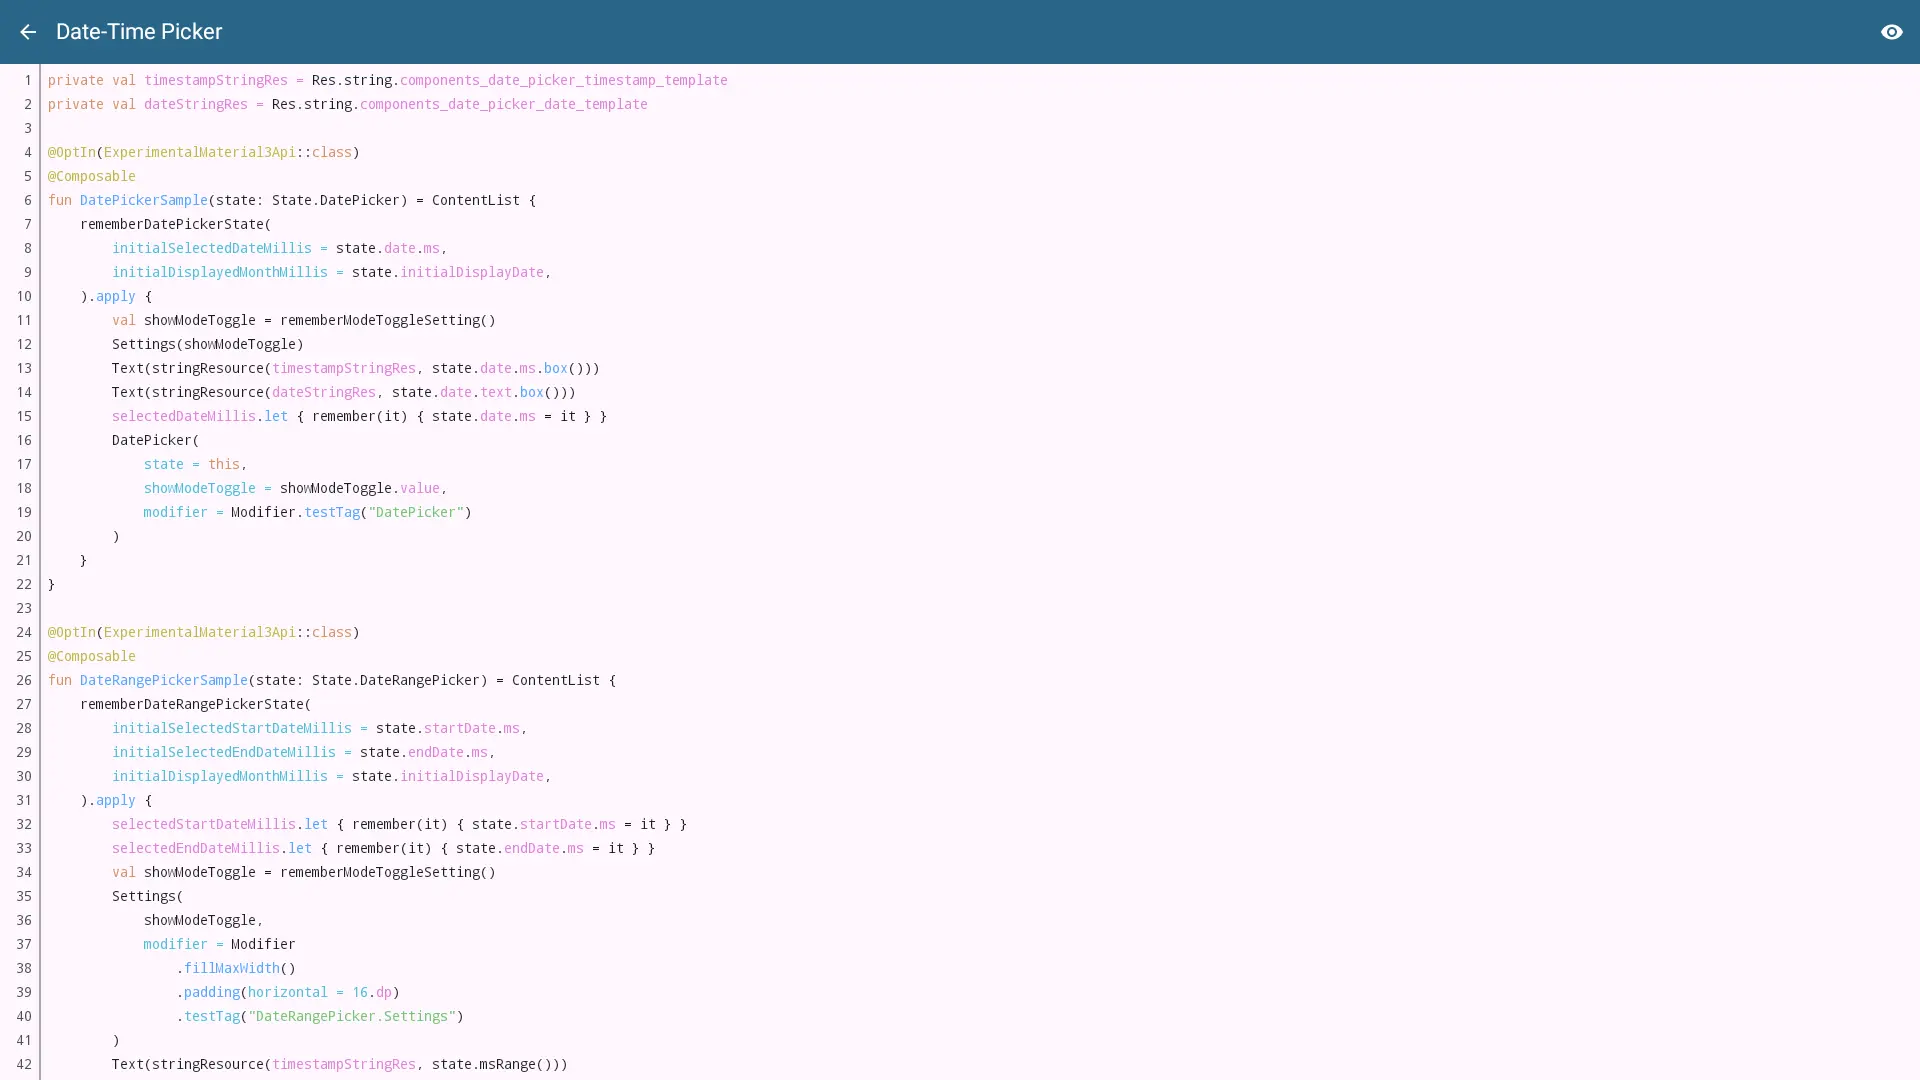 Date-Time Picker
1 private val timestampStringRes = Res.string.components_date_picker_timestamp_template
2 private val dateStringRes = Res.string.components_date_picker_date_template
3
4 @OptIn(ExperimentalMaterial3Api::class)
5 @Composable
6 fun DatePickerSample(state: State.DatePicker) = ContentList {
7     rememberDatePickerState(
8         initialSelectedDateMillis = state.date.ms,
9         initialDisplayedMonthMillis = state.initialDisplayDate,
10     ).apply {
11         val showModeToggle = rememberModeToggleSetting()
12         Settings(showModeToggle)
13         Text(stringResource(timestampStringRes, state.date.ms.box()))
14         Text(stringResource(dateStringRes, state.date.text.box()))
15         selectedDateMillis.let { remember(it) { state.date.ms = it } }
16         DatePicker(
17             state = this,
18             showModeToggle = showModeToggle.value,
19             modifier = Modifier.testTag("DatePicker")
20         )
21     }
22 }
23
24 @OptIn(ExperimentalMaterial3Api::class)
25 @Composable
26 fun DateRangePickerSample(state: State.DateRangePicker) = ContentList {
27     rememberDateRangePickerState(
28         initialSelectedStartDateMillis = state.startDate.ms,
29         initialSelectedEndDateMillis = state.endDate.ms,
30         initialDisplayedMonthMillis = state.initialDisplayDate,
31     ).apply {
32         selectedStartDateMillis.let { remember(it) { state.startDate.ms = it } }
33         selectedEndDateMillis.let { remember(it) { state.endDate.ms = it } }
34         val showModeToggle = rememberModeToggleSetting()
35         Settings(
36             showModeToggle,
37             modifier = Modifier
38                 .fillMaxWidth()
39                 .padding(horizontal = 16.dp)
40                 .testTag("DateRangePicker.Settings")
41         )
42         Text(stringResource(timestampStringRes, state.msRange()))